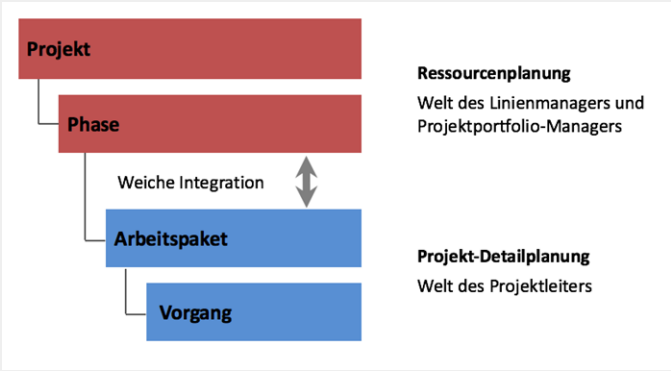 Projekt
Phase
Weiche Integration
Arbeitspaket
Vorgang
Ressourcenplanung
Welt des Linienmanagers und
Projektportfolio-Managers
Projekt-Detailplanung
Welt des Projektleiters